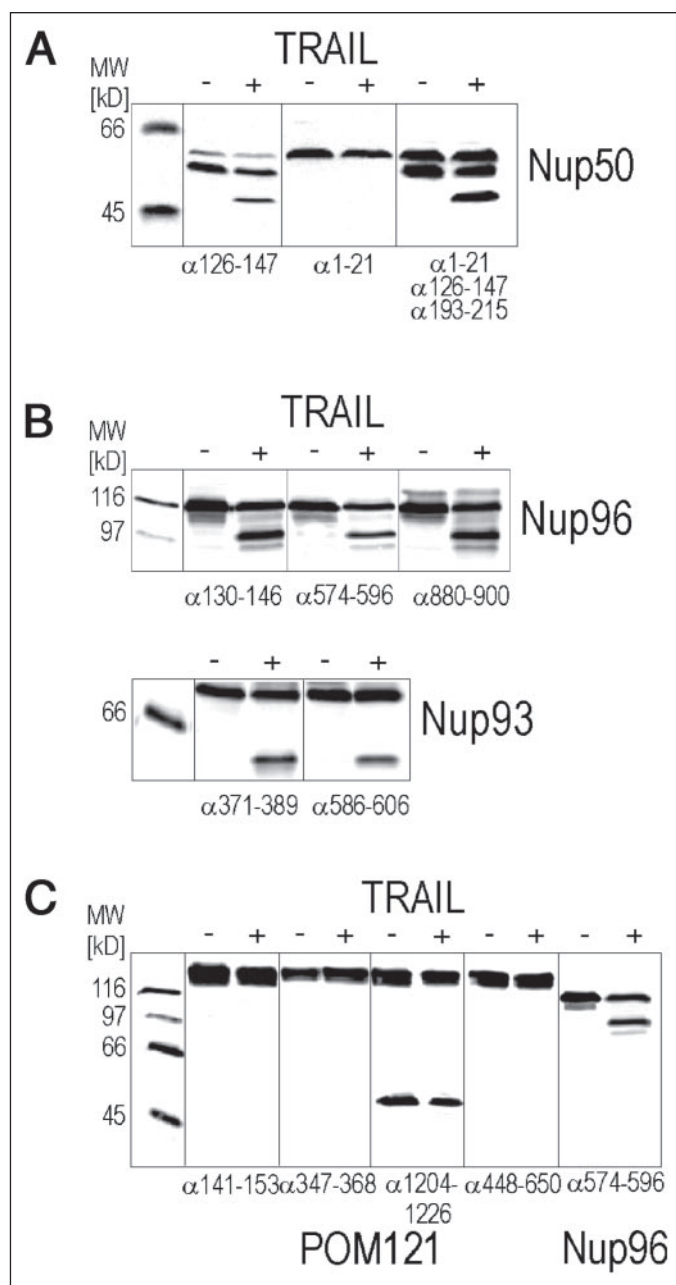 A
TRAIL
MW
[kD]
- + - + - +
66
45
Nup50
α126-147 α1-21 α1-21
α126-147
α193-215
B
TRAIL
MW
[kD]
- + - + - +
116
97
Nup96
α130-146 α574-596 α880-900
- + - +
66
Nup93
α371-389 α586-606
C
TRAIL
MW
[kD]
- + - + - + - + - +
116
97
66
45
α141-153 α347-368 α1204- α448-650 α574-596
1226
POM121 Nup96